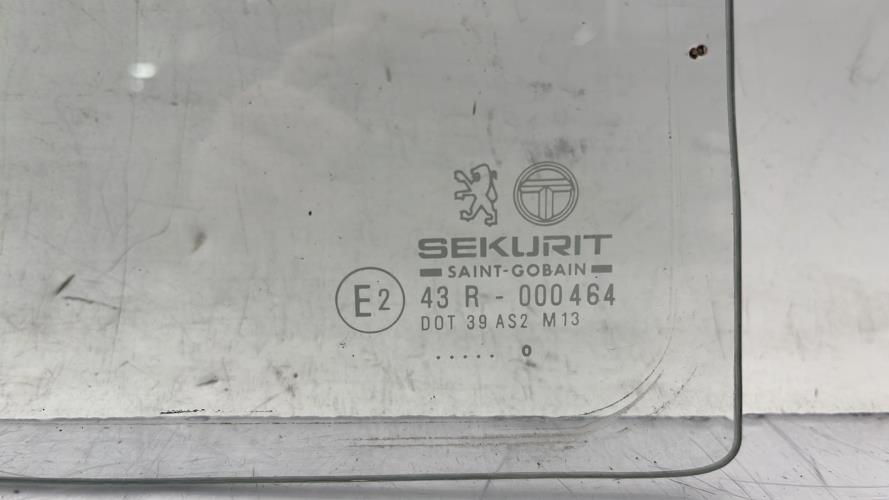 SEKURIT
SAINT-GOBAIN
E2 43 R - 000464
DOT 39 AS2 M13
..... o